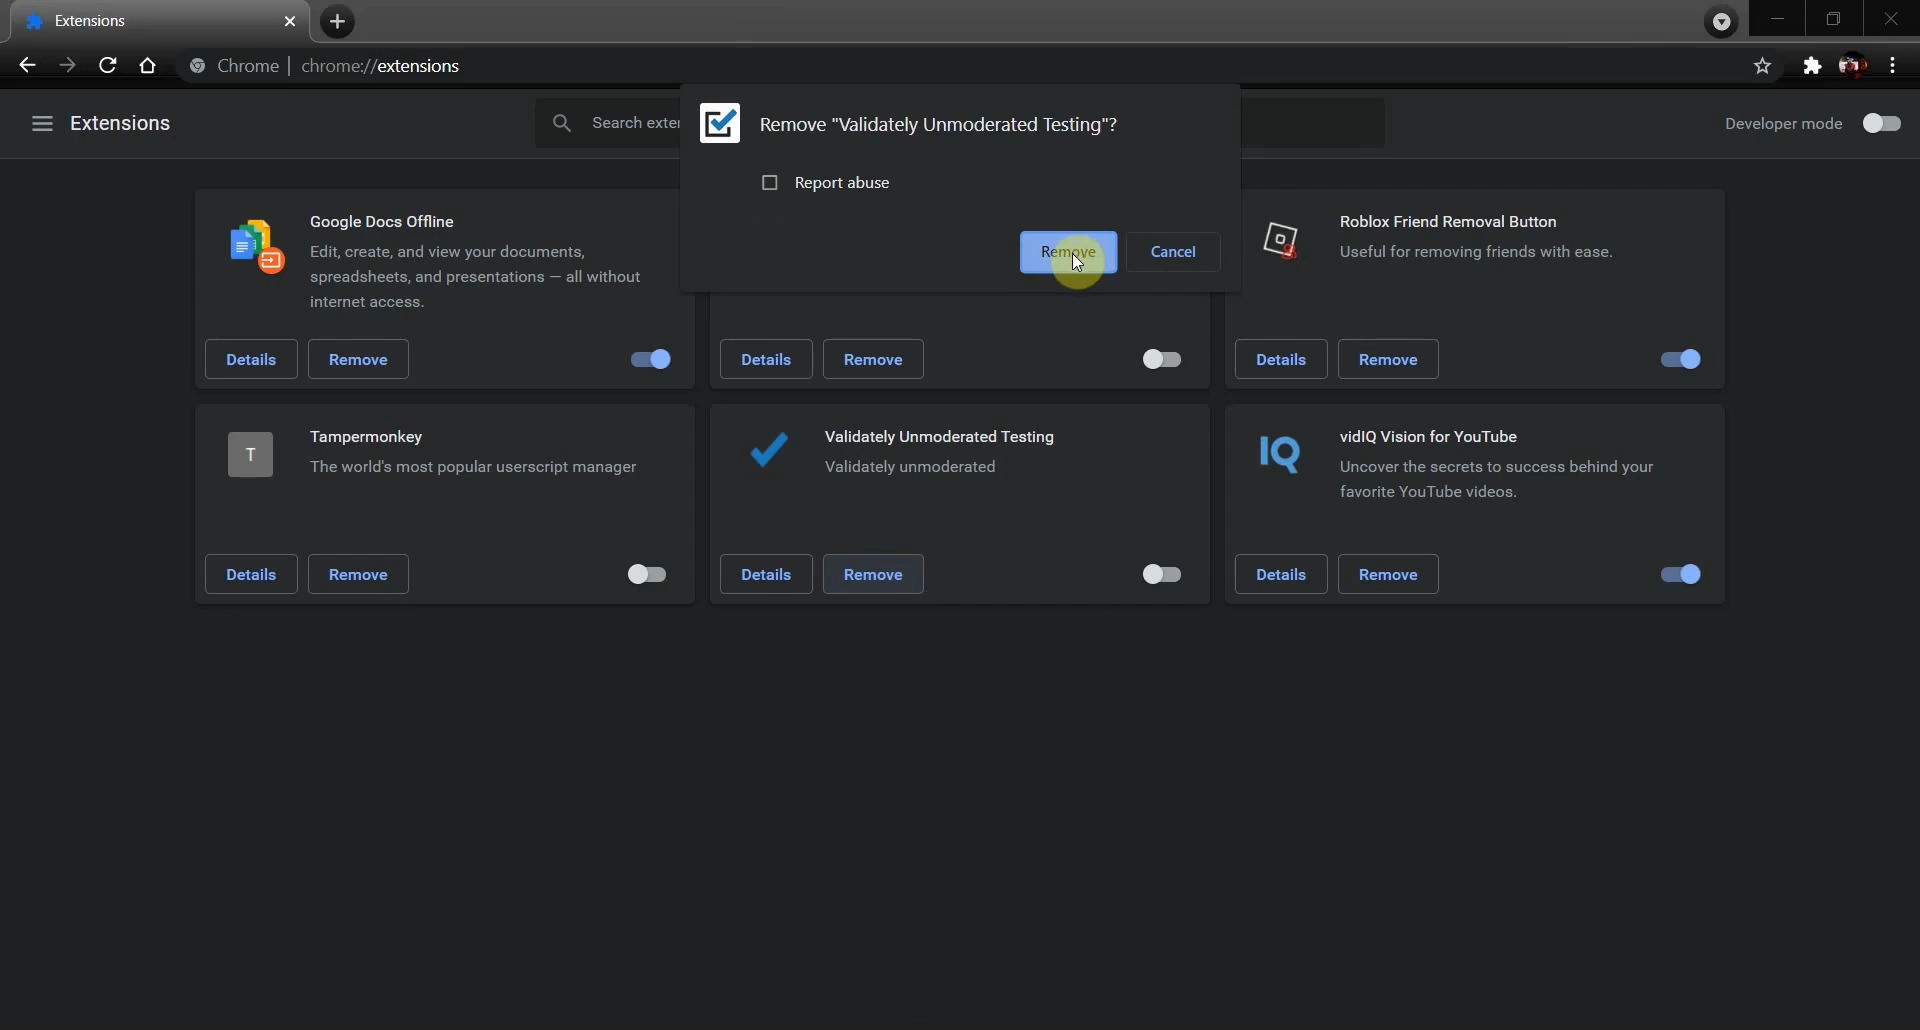 Extensions
Chrome | chrome://extensions
Extensions
Search exte
Developer mode
Remove "Validately Unmoderated Testing"?
Report abuse
Remove
Cancel
Google Docs Offline
Edit, create, and view your documents,
spreadsheets, and presentations — all without
internet access.
Details
Remove
Details
Remove
Roblox Friend Removal Button
Useful for removing friends with ease.
Details
Remove
T
Tampermonkey
The world's most popular userscript manager
Details
Remove
Validately Unmoderated Testing
Validately unmoderated
Details
Remove
IQ
vidIQ Vision for YouTube
Uncover the secrets to success behind your
favorite YouTube videos.
Details
Remove